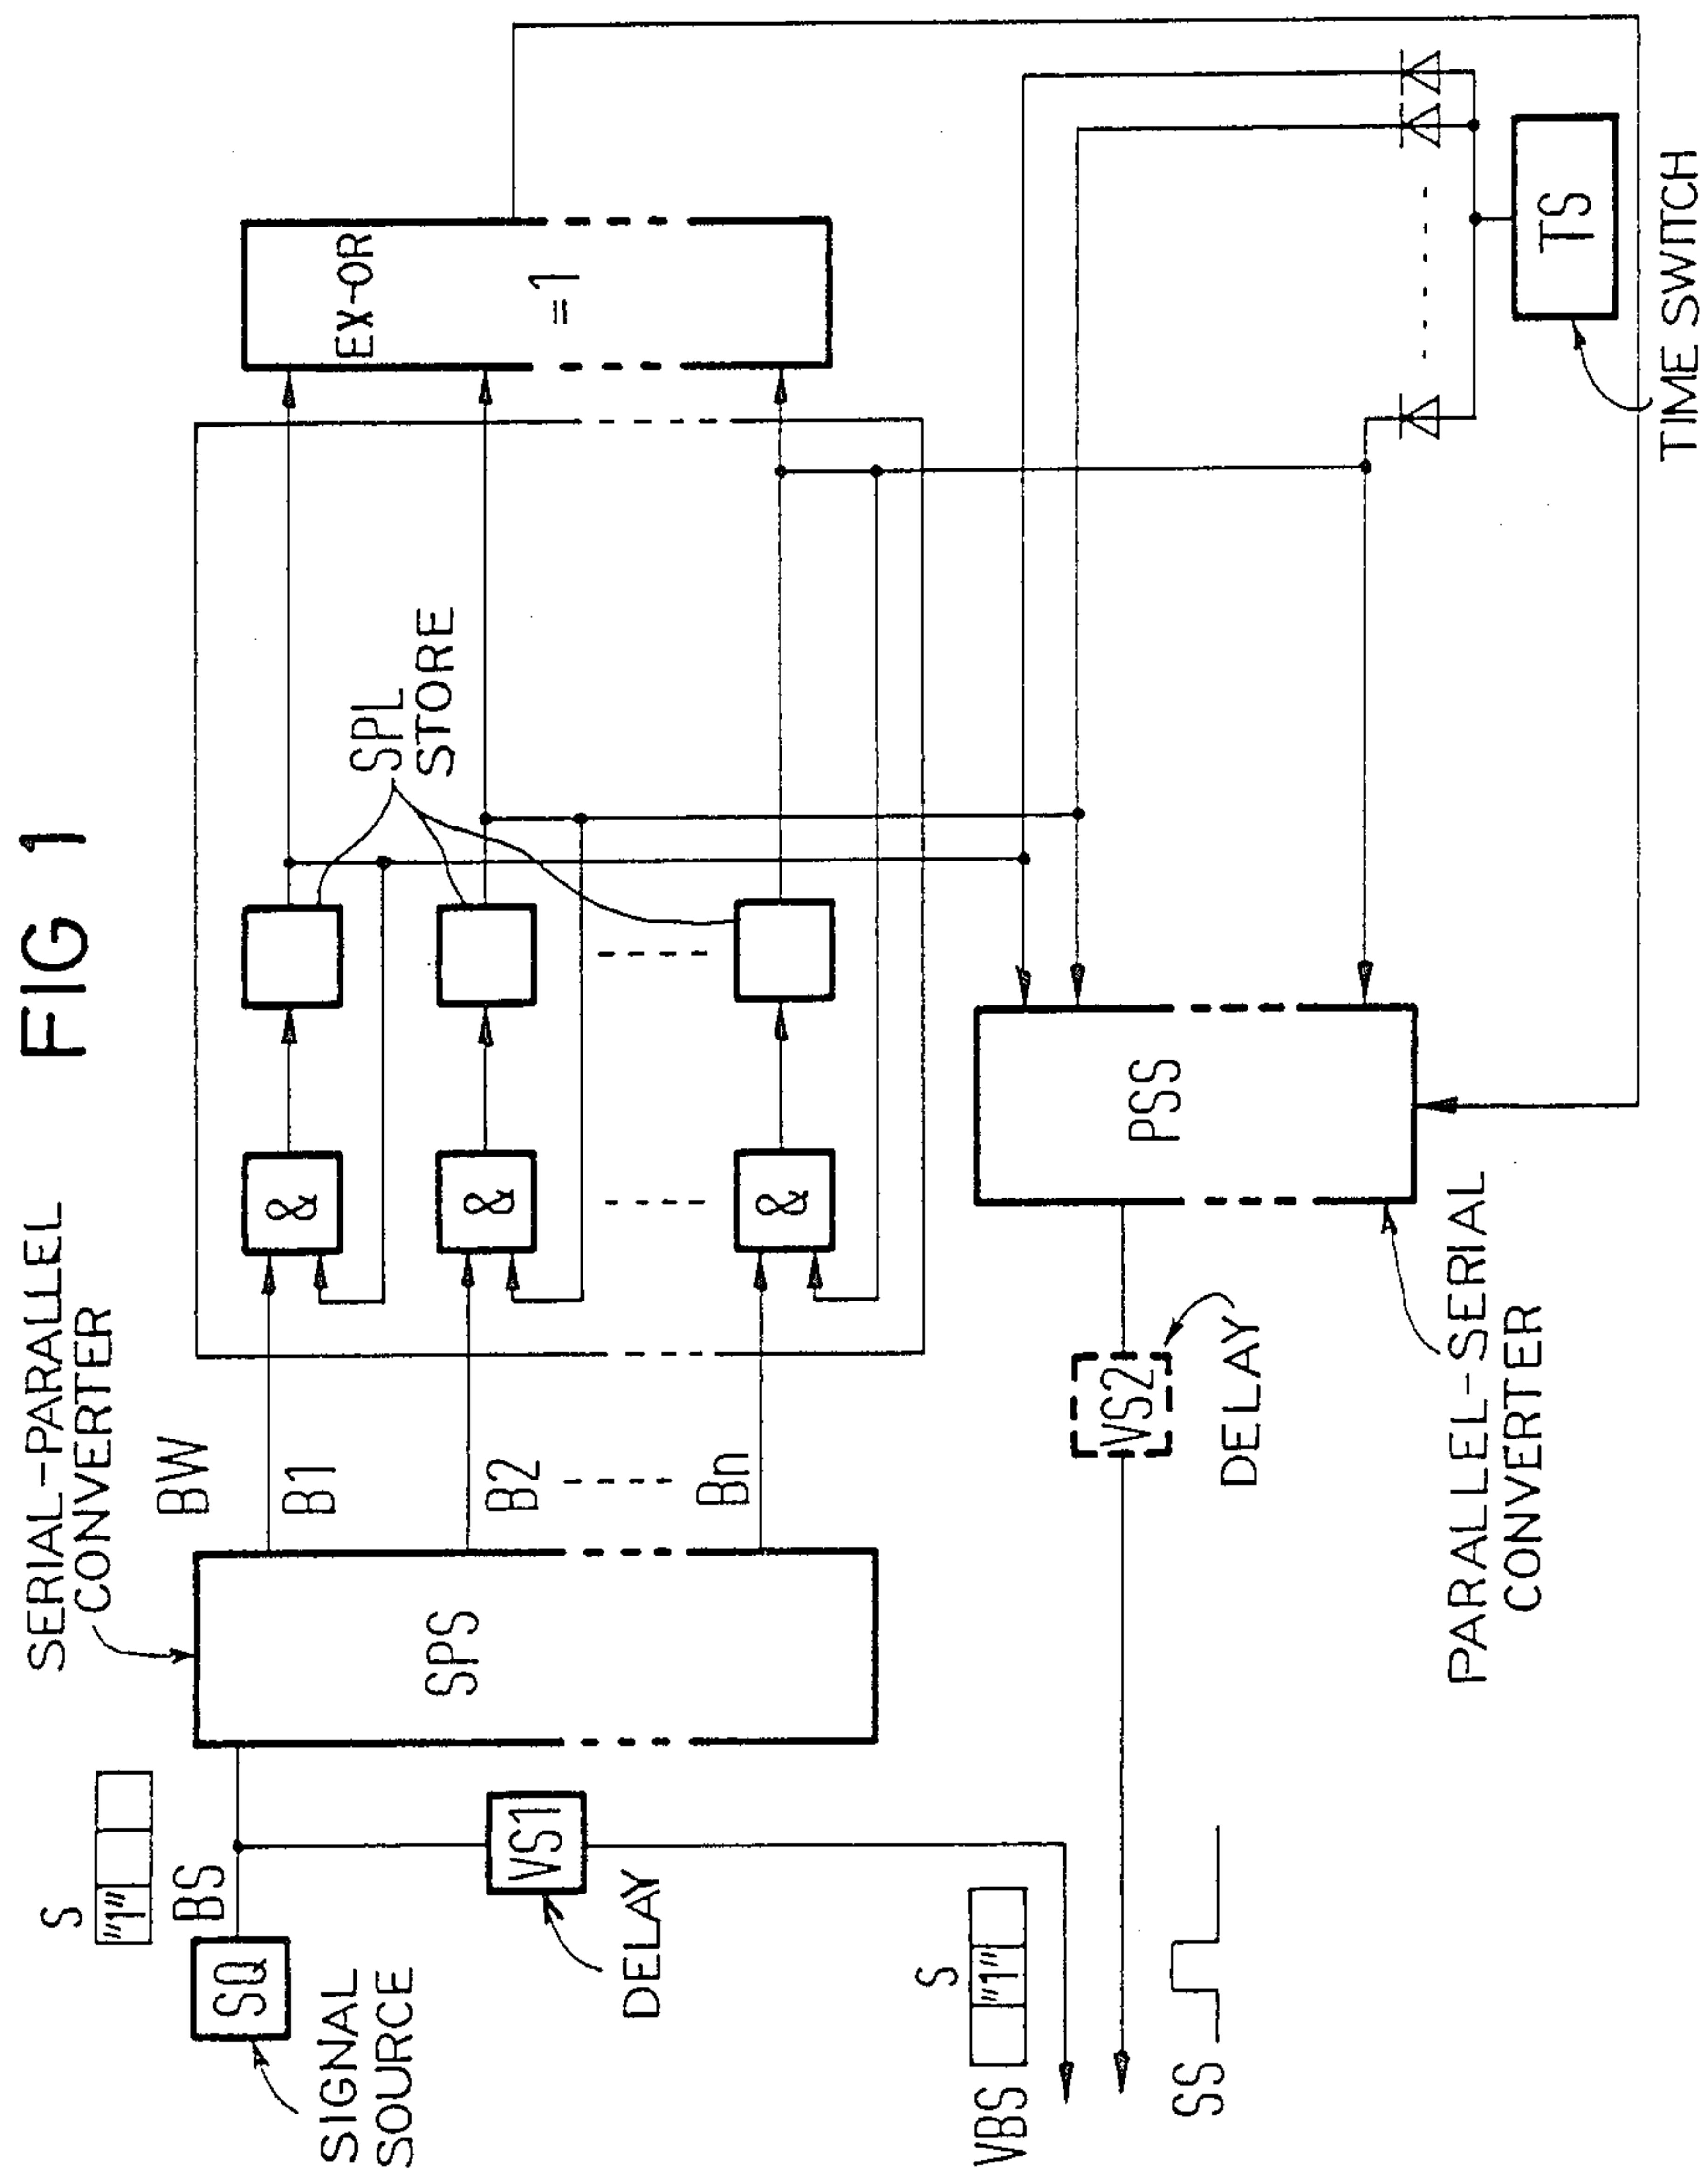 FIG 1
SERIAL-PARALLEL
CONVERTER
S
"1"
BS
SQ
SIGNAL
SOURCE
VS1
DELAY
SPS
BW
B1
B2
Bn
&
&
&
SPL
STORE
EX-OR
=1
VBS
S
"1"
SS
VS2
DELAY
PSS
PARALLEL-SERIAL
CONVERTER
TS
TIME SWITCH